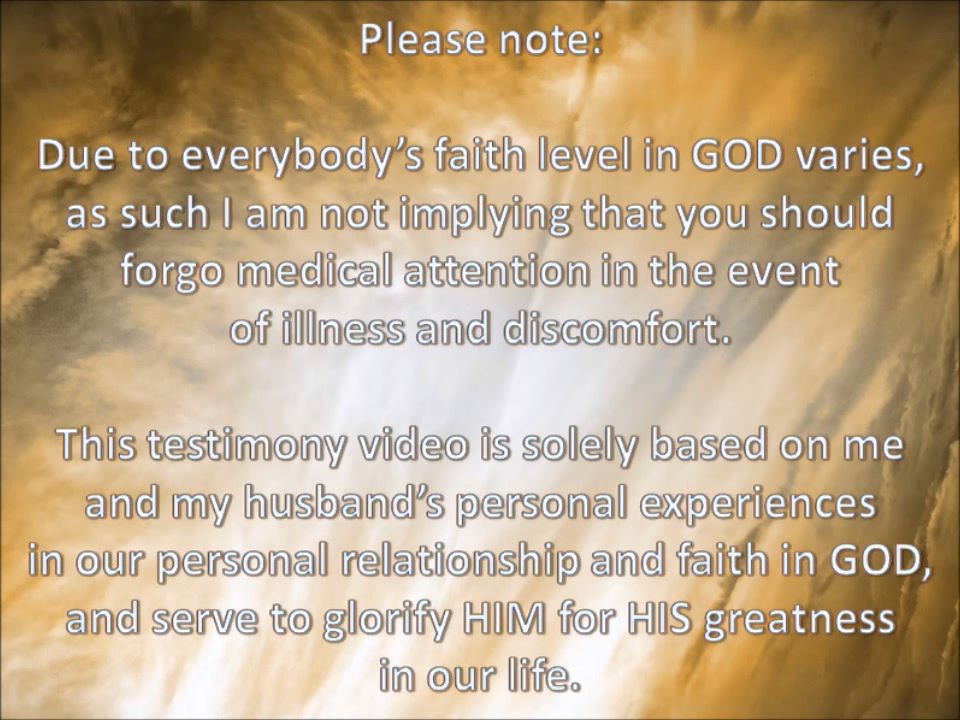 Please note:
Due to everybody’s faith level in GOD varies,
as such I am not implying that you should
forgo medical attention in the event
of illness and discomfort.
This testimony video is solely based on me
and my husband’s personal experiences
in our personal relationship and faith in GOD,
and serve to glorify HIM for HIS greatness
in our life.